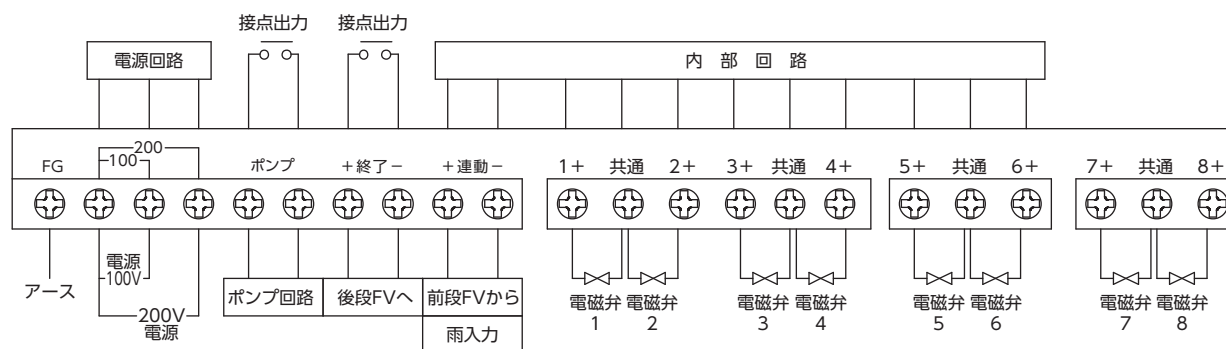 接点出力 接点出力
電源回路
内部回路
FG
200
100
ポンプ
+終了-
+連動-
1+ 共通 2+
3+ 共通 4+
5+ 共通 6+
7+ 共通 8+
アース
電源
100V
200V
電源
ポンプ回路
後段FVへ
前段FVから
雨入力
電磁弁
1
電磁弁
2
電磁弁
3
電磁弁
4
電磁弁
5
電磁弁
6
電磁弁
7
電磁弁
8